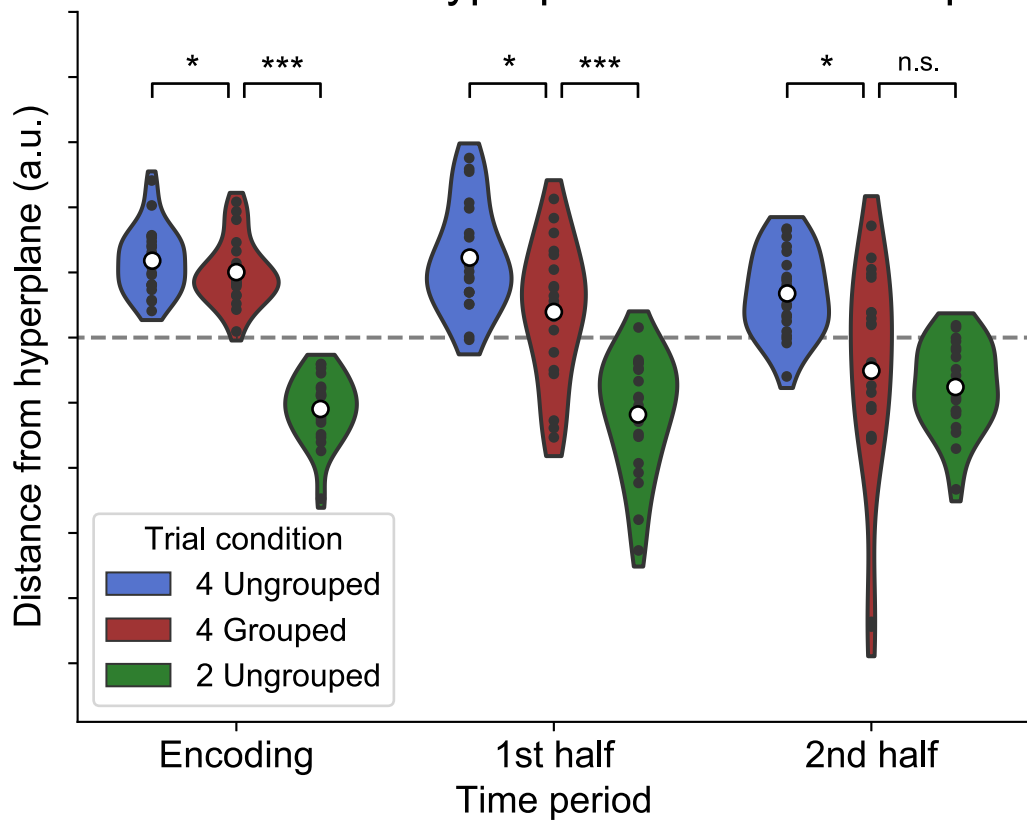 * *** * *** * n.s.
Distance from hyperplane (a.u.)
Trial condition
4 Ungrouped
4 Grouped
2 Ungrouped
Encoding 1st half 2nd half
Time period